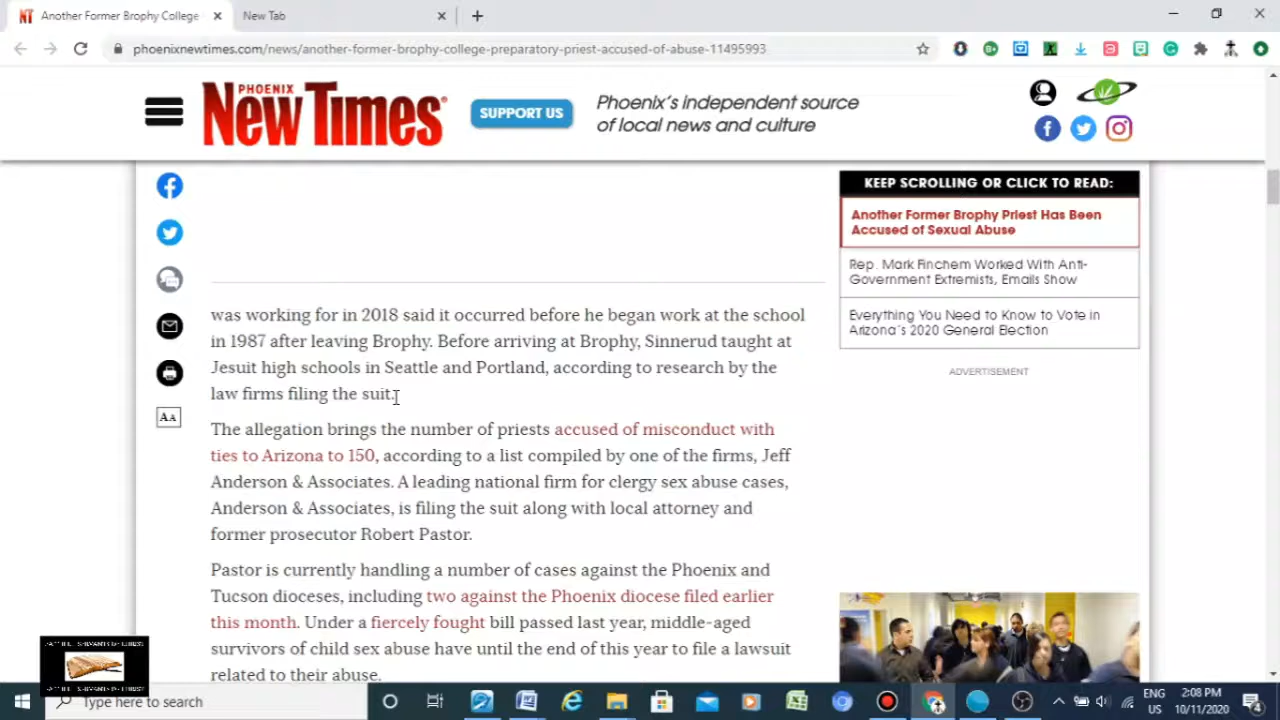 Another Former Brophy College
New Tab
phoenixnewtimes.com/news/another-former-brophy-college-preparatory-priest-accused-of-abuse-11495993
PHOENIX
New Times
SUPPORT US
Phoenix's independent source
of local news and culture
KEEP SCROLLING OR CLICK TO READ:
Another Former Brophy Priest Has Been
Accused of Sexual Abuse
Rep. Mark Finchem Worked With Anti-
Government Extremists, Emails Show
Everything You Need to Know to Vote in
Arizona's 2020 General Election
ADVERTISEMENT
AA
was working for in 2018 said it occurred before he began work at the school
in 1987 after leaving Brophy. Before arriving at Brophy, Sinnerud taught at
Jesuit high schools in Seattle and Portland, according to research by the
law firms filing the suit.
The allegation brings the number of priests accused of misconduct with
ties to Arizona to 150, according to a list compiled by one of the firms, Jeff
Anderson & Associates. A leading national firm for clergy sex abuse cases,
Anderson & Associates, is filing the suit along with local attorney and
former prosecutor Robert Pastor.
Pastor is currently handling a number of cases against the Phoenix and
Tucson dioceses, including two against the Phoenix diocese filed earlier
this month. Under a fiercely fought bill passed last year, middle-aged
survivors of child sex abuse have until the end of this year to file a lawsuit
related to their abuse.
Type here to search
ENG
US
2:08 PM
10/11/2020
4